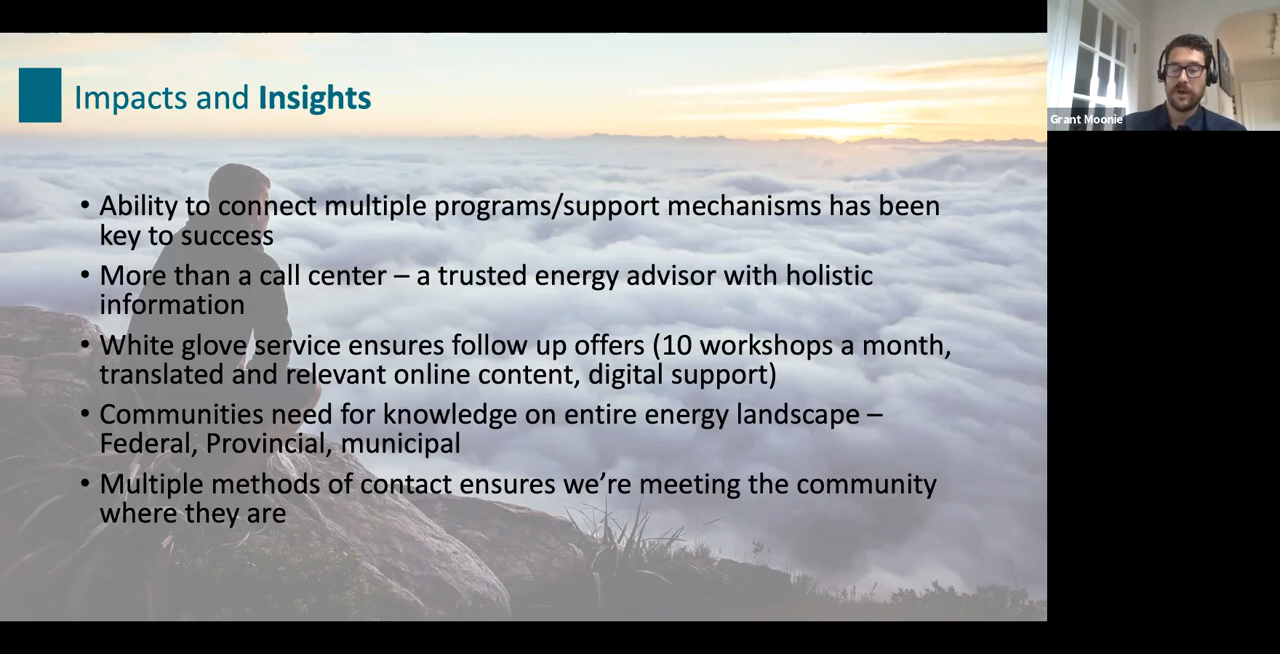 Impacts and Insights
• Ability to connect multiple programs/support mechanisms has been
key to success
• More than a call center – a trusted energy advisor with holistic
information
• White glove service ensures follow up offers (10 workshops a month,
translated and relevant online content, digital support)
• Communities need for knowledge on entire energy landscape –
Federal, Provincial, municipal
• Multiple methods of contact ensures we’re meeting the community
where they are
Grant Moonie